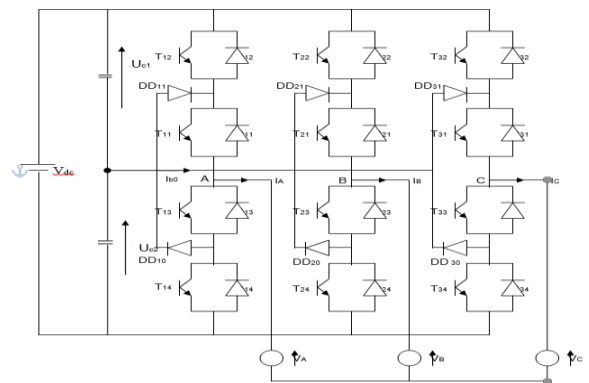 T12 12 T22 22 T32 32
Uc1
DD11 DD21 DD31
T11 11 T21 21 T31 31
Vdc
Ib0 A IA B IB C IC
T13 13 T23 23 T33 33
Uc2
DD10 DD20 DD 30
T14 14 T24 24 T34 34
VA VB VC